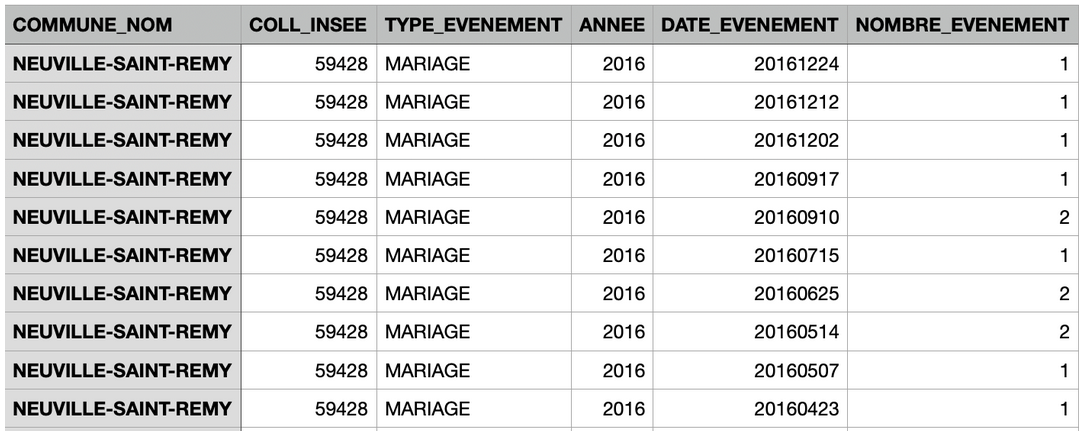 COMMUNE_NOM COLL_INSEE TYPE_EVENEMENT ANNEE DATE_EVENEMENT NOMBRE_EVENEMENT
NEUVILLE-SAINT-REMY 59428 MARIAGE 2016 20161224 1
NEUVILLE-SAINT-REMY 59428 MARIAGE 2016 20161212 1
NEUVILLE-SAINT-REMY 59428 MARIAGE 2016 20161202 1
NEUVILLE-SAINT-REMY 59428 MARIAGE 2016 20160917 1
NEUVILLE-SAINT-REMY 59428 MARIAGE 2016 20160910 2
NEUVILLE-SAINT-REMY 59428 MARIAGE 2016 20160715 1
NEUVILLE-SAINT-REMY 59428 MARIAGE 2016 20160625 2
NEUVILLE-SAINT-REMY 59428 MARIAGE 2016 20160514 2
NEUVILLE-SAINT-REMY 59428 MARIAGE 2016 20160507 1
NEUVILLE-SAINT-REMY 59428 MARIAGE 2016 20160423 1